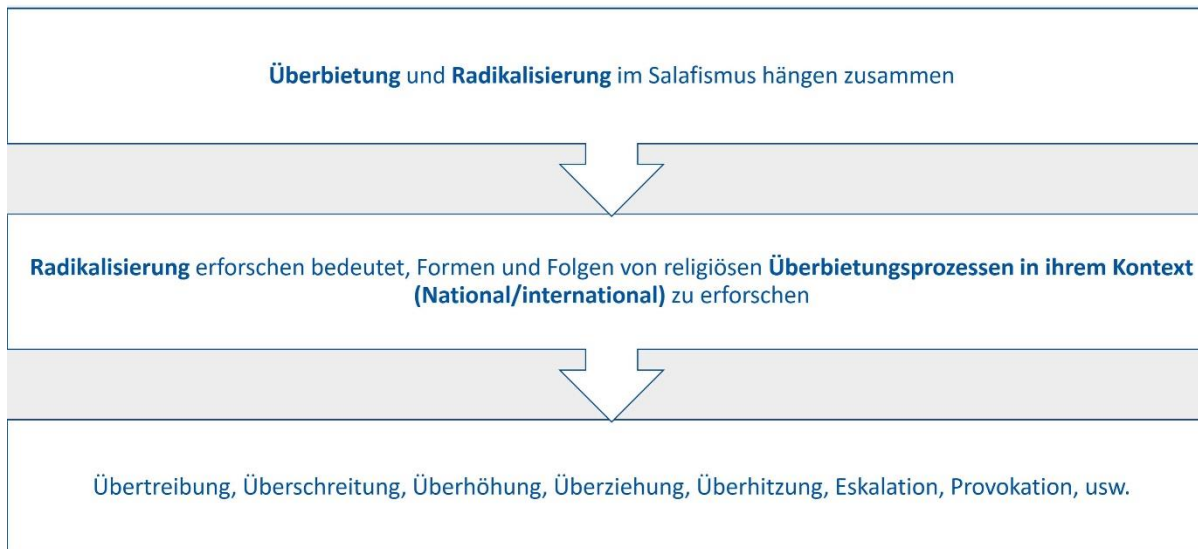 Überbietung und Radikalisierung im Salafismus hängen zusammen
Radikalisierung erforschen bedeutet, Formen und Folgen von religiösen Überbietungsprozessen in ihrem Kontext
(National/international) zu erforschen
Übertreibung, Überschreitung, Überhöhung, Überziehung, Überhitzung, Eskalation, Provokation, usw.